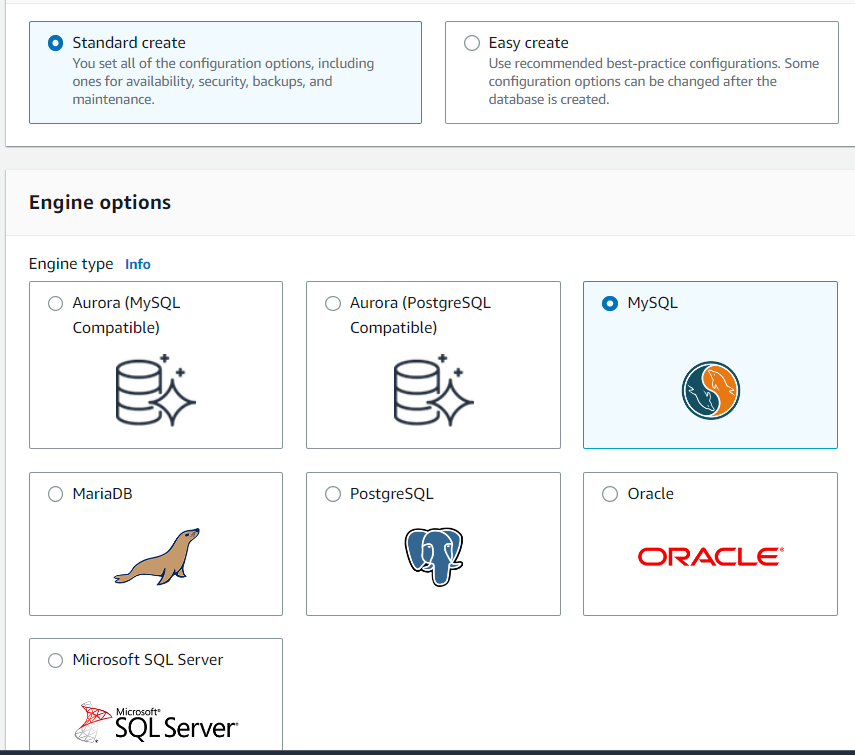 Standard create
You set all of the configuration options, including
ones for availability, security, backups, and
maintenance.
Easy create
Use recommended best-practice configurations. Some
configuration options can be changed after the
database is created.
Engine options
Engine type Info
Aurora (MySQL
Compatible)
Aurora (PostgreSQL
Compatible)
MySQL
MariaDB
PostgreSQL
Oracle
ORACLE®
Microsoft SQL Server
Microsoft®
SQL Server®